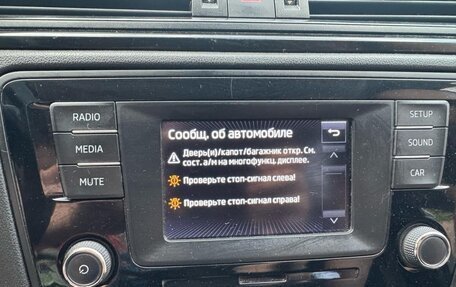 RADIO
MEDIA
MUTE
SETUP
SOUND
CAR
Сообщ. об автомобиле
Дверь(и)/капот/багажник откр. См.
сост. а/м на многофункц. дисплее.
Проверьте стоп-сигнал слева!
Проверьте стоп-сигнал справа!